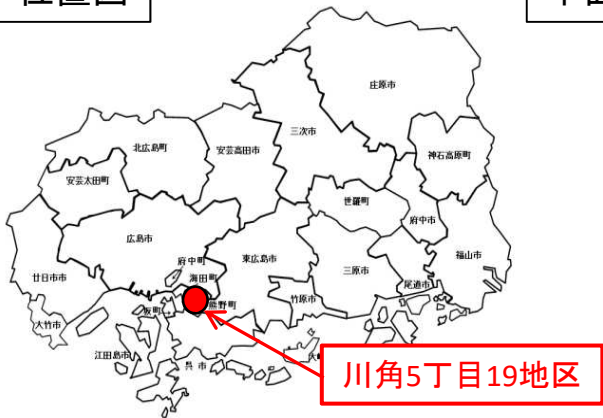 庄原市
三次市
北広島町
安芸高田市
神石高原町
安芸太田町
世羅町
府中市
広島市
府中町
海田町
東広島市
三原市
尾道市
福山市
廿日市市
坂町
熊野町
竹原市
大竹市
江田島市
呉市
川角5丁目19地区